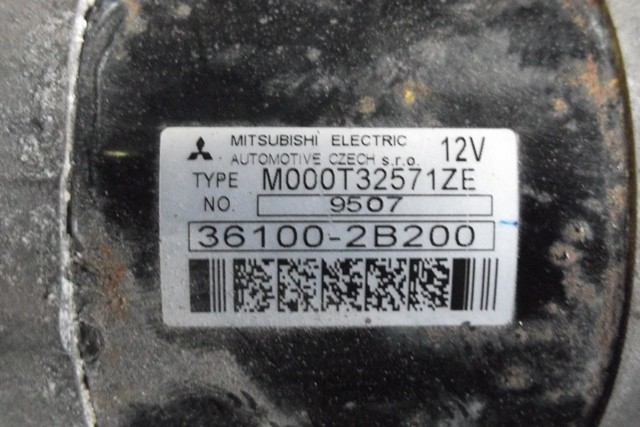 MITSUBISHI ELECTRIC
AUTOMOTIVE CZECH s.r.o. 12V
TYPE M000T32571ZE
NO. 9507
36100-2B200